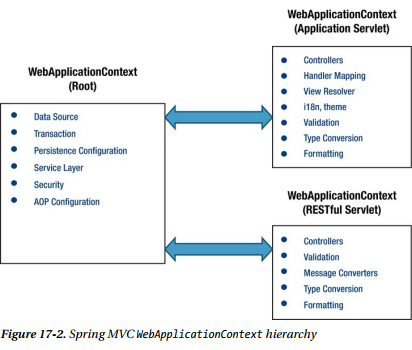 WebApplicationContext
(Root)
Data Source
Transaction
Persistence Configuration
Service Layer
Security
AOP Configuration
WebApplicationContext
(Application Servlet)
Controllers
Handler Mapping
View Resolver
i18n, theme
Validation
Type Conversion
Formatting
WebApplicationContext
(RESTful Servlet)
Controllers
Validation
Message Converters
Type Conversion
Formatting
Figure 17-2. Spring MVC WebApplicationContext hierarchy